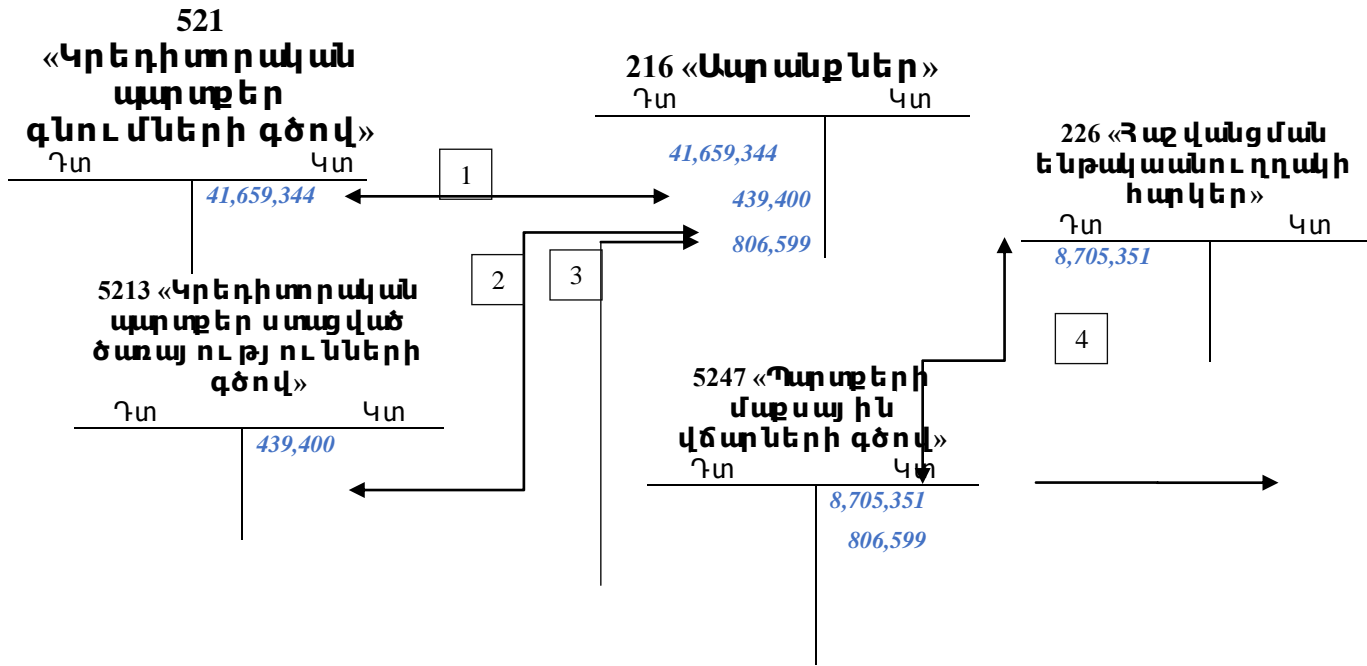 521
«Կրեդիտորական
պարտքեր
գնումների գծով»
Դտ Կտ
41,659,344
1
216 «Ապրանքներ»
Դտ Կտ
41,659,344
439,400
806,599
226 «Հաշվանցման
ենթակաանուղղակի
հարկեր»
Դտ Կտ
8,705,351
2
3
4
5213 «Կրեդիտորական
պարտքեր ստացված
ծառայությունների
գծով»
Դտ Կտ
439,400
5247 «Պարտքերի
մաքսային
վճարների գծով»
Դտ Կտ
8,705,351
806,599